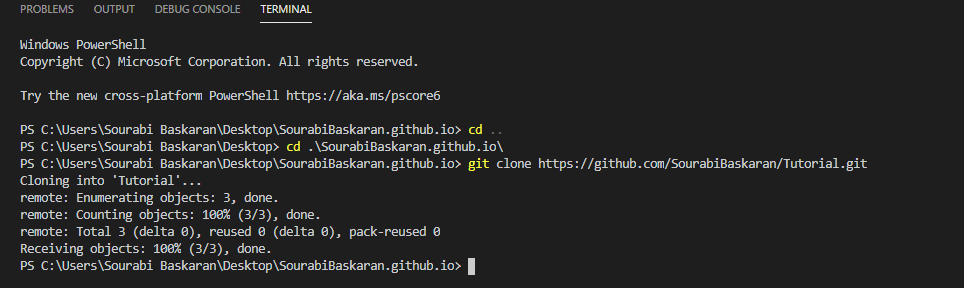 PROBLEMS OUTPUT DEBUG CONSOLE TERMINAL
Windows PowerShell
Copyright (C) Microsoft Corporation. All rights reserved.
Try the new cross-platform PowerShell https://aka.ms/pscore6
PS C:\Users\Sourabi Baskaran\Desktop\SourabiBaskaran.github.io> cd ..
PS C:\Users\Sourabi Baskaran\Desktop> cd .\SourabiBaskaran.github.io\
PS C:\Users\Sourabi Baskaran\Desktop\SourabiBaskaran.github.io> git clone https://github.com/SourabiBaskaran/Tutorial.git
Cloning into 'Tutorial'...
remote: Enumerating objects: 3, done.
remote: Counting objects: 100% (3/3), done.
remote: Total 3 (delta 0), reused 0 (delta 0), pack-reused 0
Receiving objects: 100% (3/3), done.
PS C:\Users\Sourabi Baskaran\Desktop\SourabiBaskaran.github.io>